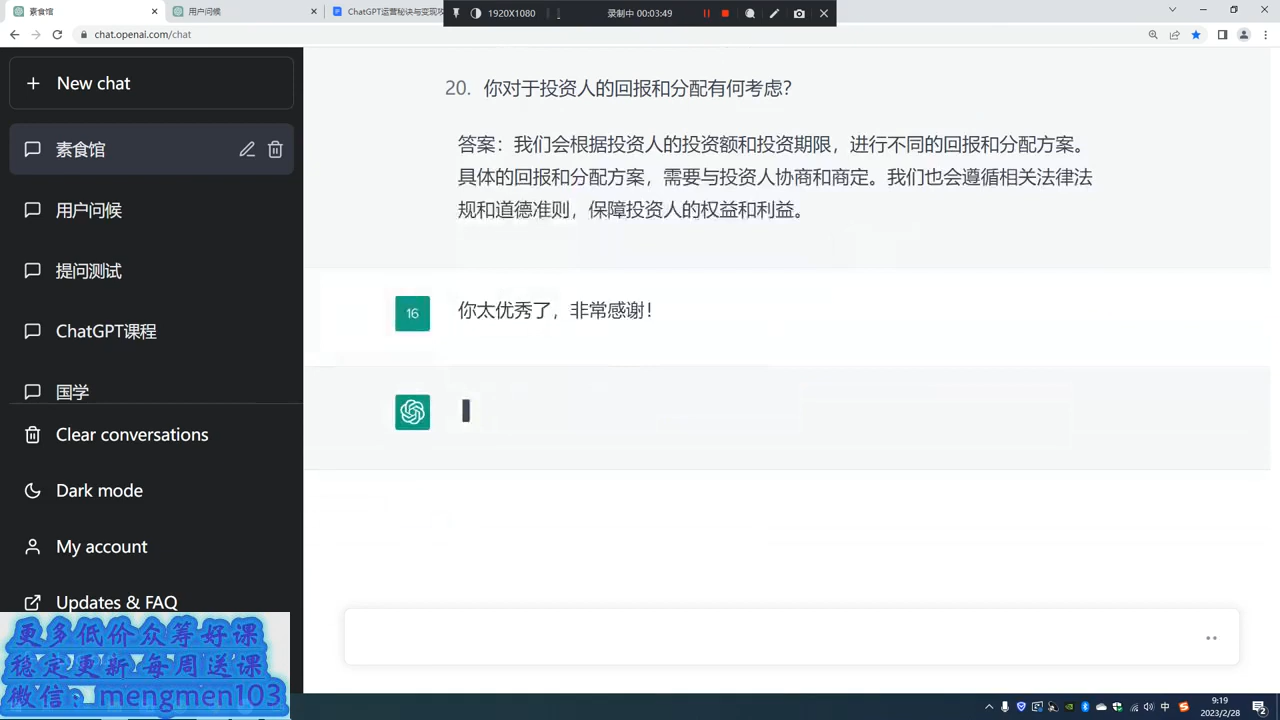 素食馆
用户问候
ChatGPT运营秘诀与变现攻
1920X1080
录制中 00:03:49
chat.openai.com/chat
New chat
素食馆
用户问候
提问测试
ChatGPT课程
国学
Clear conversations
Dark mode
My account
Updates & FAQ
20. 你对于投资人的回报和分配有何考虑？
答案：我们会根据投资人的投资额和投资期限，进行不同的回报和分配方案。
具体的回报和分配方案，需要与投资人协商和商定。我们也会遵循相关法律法
规和道德准则，保障投资人的权益和利益。
16
你太优秀了，非常感谢！
更多低价众筹好课
稳定更新 每周送课
微信：mengmen103
中
9:19
2023/2/28
2